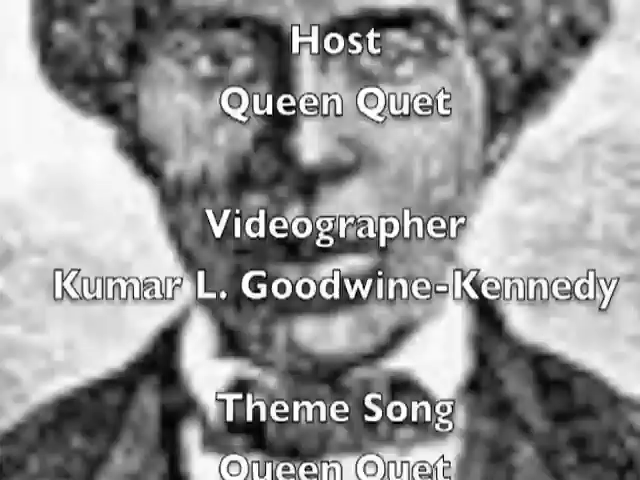 Host
Queen Quet
Videographer
Kumar L. Goodwine-Kennedy
Theme Song
Queen Quet